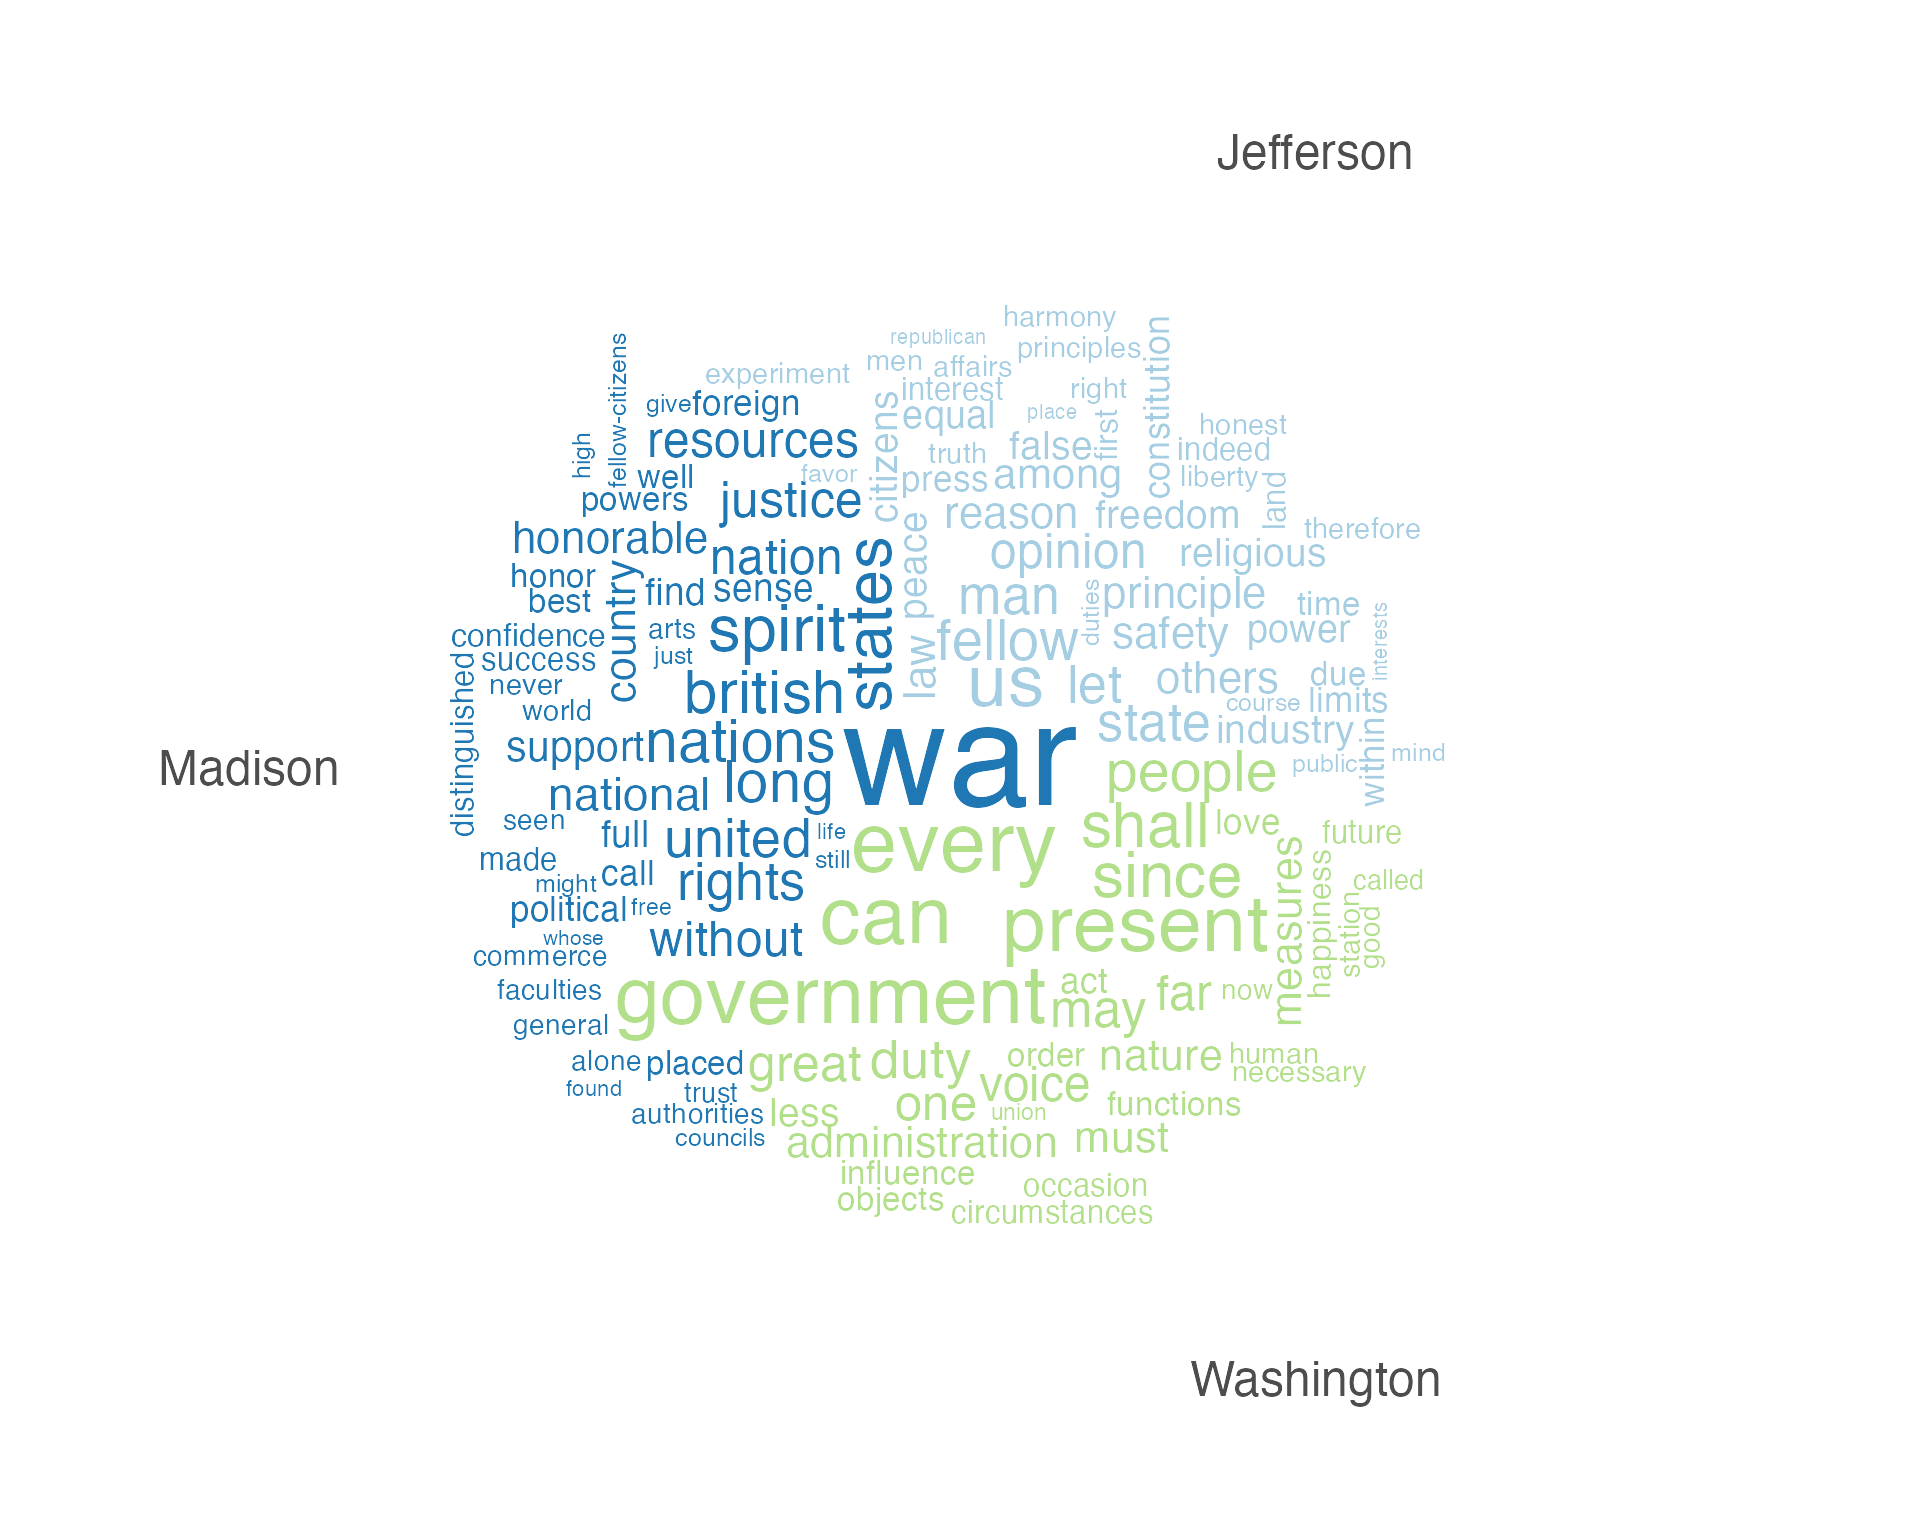 Jefferson
harmony
republican
principles
men
affairs
experiment
interest
right
fellow-citizens
give
foreign
equal
place
citizens
first
constitution
honest
resources
truth
false
indeed
high
well
favor
press
among
liberty
powers
justice
reason
freedom
land
therefore
honorable
nation
states
peace
opinion
religious
honor
find
sense
man
duties
principle
time
best
country
arts
spirit
law
fellow
safety
power
interests
confidence
just
success
us
let
others
due
never
british
course
limits
distinguished
world
state
industry
within
support
nations
war
people
public
mind
Madison
national
long
seen
full
united
life
every
shall
love
future
made
call
still
since
measures
happiness
called
might
rights
political
free
can
present
station
good
whose
without
commerce
faculties
government
act
may
far
now
general
alone
placed
great
duty
order
nature
human
found
trust
voice
necessary
authorities
less
one
union
functions
councils
administration
must
influence
objects
occasion
circumstances
Washington